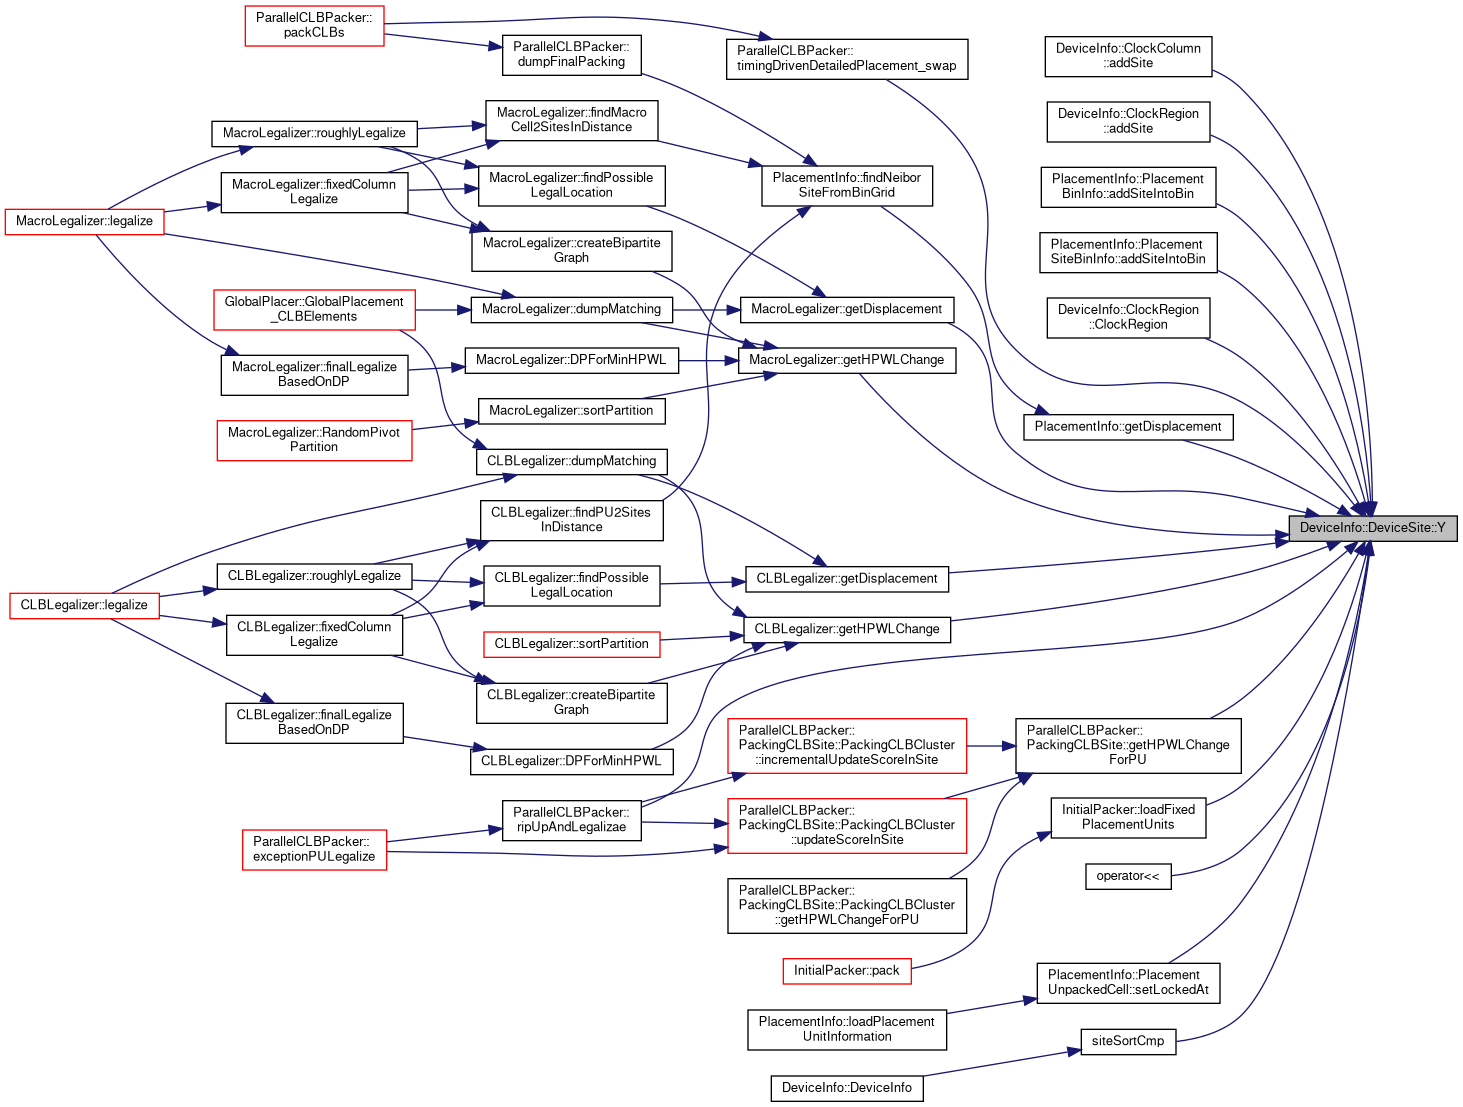 ParallelCLBPacker::
packCLBs
ParallelCLBPacker::
dumpFinalPacking
ParallelCLBPacker::
timingDrivenDetailedPlacement_swap
DeviceInfo::ClockColumn
::addSite
DeviceInfo::ClockRegion
::addSite
PlacementInfo::Placement
BinInfo::addSiteIntoBin
PlacementInfo::Placement
SiteBinInfo::addSiteIntoBin
DeviceInfo::ClockRegion
::ClockRegion
MacroLegalizer::roughlyLegalize
MacroLegalizer::findMacro
Cell2SitesInDistance
MacroLegalizer::fixedColumn
Legalize
MacroLegalizer::findPossible
LegalLocation
PlacementInfo::findNeibor
SiteFromBinGrid
MacroLegalizer::legalize
MacroLegalizer::createBipartite
Graph
GlobalPlacer::GlobalPlacement
_CLBElements
MacroLegalizer::dumpMatching
MacroLegalizer::getDisplacement
MacroLegalizer::finalLegalize
BasedOnDP
MacroLegalizer::DPForMinHPWL
MacroLegalizer::getHPWLChange
MacroLegalizer::RandomPivot
Partition
MacroLegalizer::sortPartition
PlacementInfo::getDisplacement
CLBLegalizer::dumpMatching
CLBLegalizer::findPU2Sites
InDistance
DeviceInfo::DeviceSite::Y
CLBLegalizer::roughlyLegalize
CLBLegalizer::findPossible
LegalLocation
CLBLegalizer::getDisplacement
CLBLegalizer::legalize
CLBLegalizer::fixedColumn
Legalize
CLBLegalizer::sortPartition
CLBLegalizer::getHPWLChange
CLBLegalizer::finalLegalize
BasedOnDP
CLBLegalizer::createBipartite
Graph
CLBLegalizer::DPForMinHPWL
ParallelCLBPacker::
PackingCLBSite::PackingCLBCluster
::incrementalUpdateScoreInSite
ParallelCLBPacker::
PackingCLBSite::getHPWLChange
ForPU
ParallelCLBPacker::
exceptionPULegalize
ParallelCLBPacker::
ripUpAndLegalizae
ParallelCLBPacker::
PackingCLBSite::PackingCLBCluster
::updateScoreInSite
InitialPacker::loadFixed
PlacementUnits
operator<<
ParallelCLBPacker::
PackingCLBSite::PackingCLBCluster
::getHPWLChangeForPU
InitialPacker::pack
PlacementInfo::Placement
UnpackedCell::setLockedAt
PlacementInfo::loadPlacement
UnitInformation
siteSortCmp
DeviceInfo::DeviceInfo